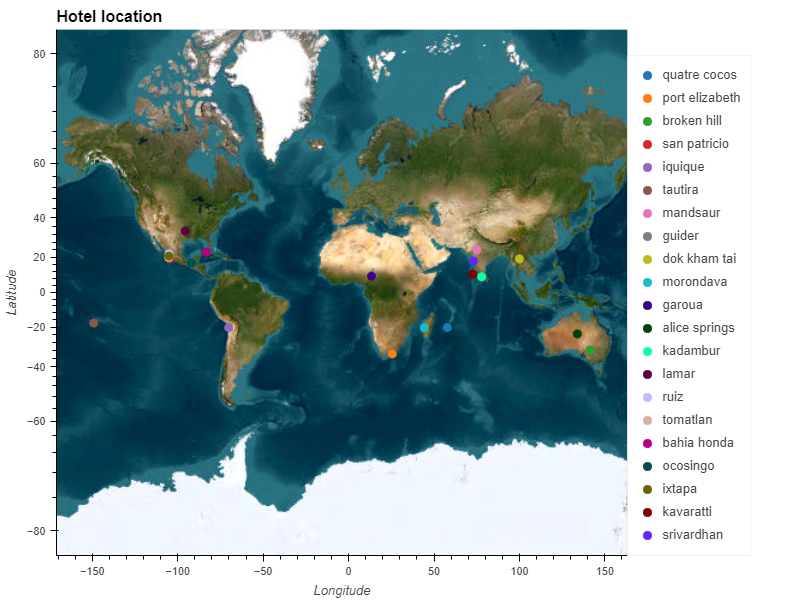 Hotel location
80
60
40
20
0
−20
−40
−60
−80
Latitude
−150
−100
−50
0
50
100
150
Longitude
quatre cocos
port elizabeth
broken hill
san patricio
iquique
tautira
mandsaur
guider
dok kham tai
morondava
garoua
alice springs
kadambur
lamar
ruiz
tomatlan
bahia honda
ocosingo
ixtapa
kavaratti
srivardhan